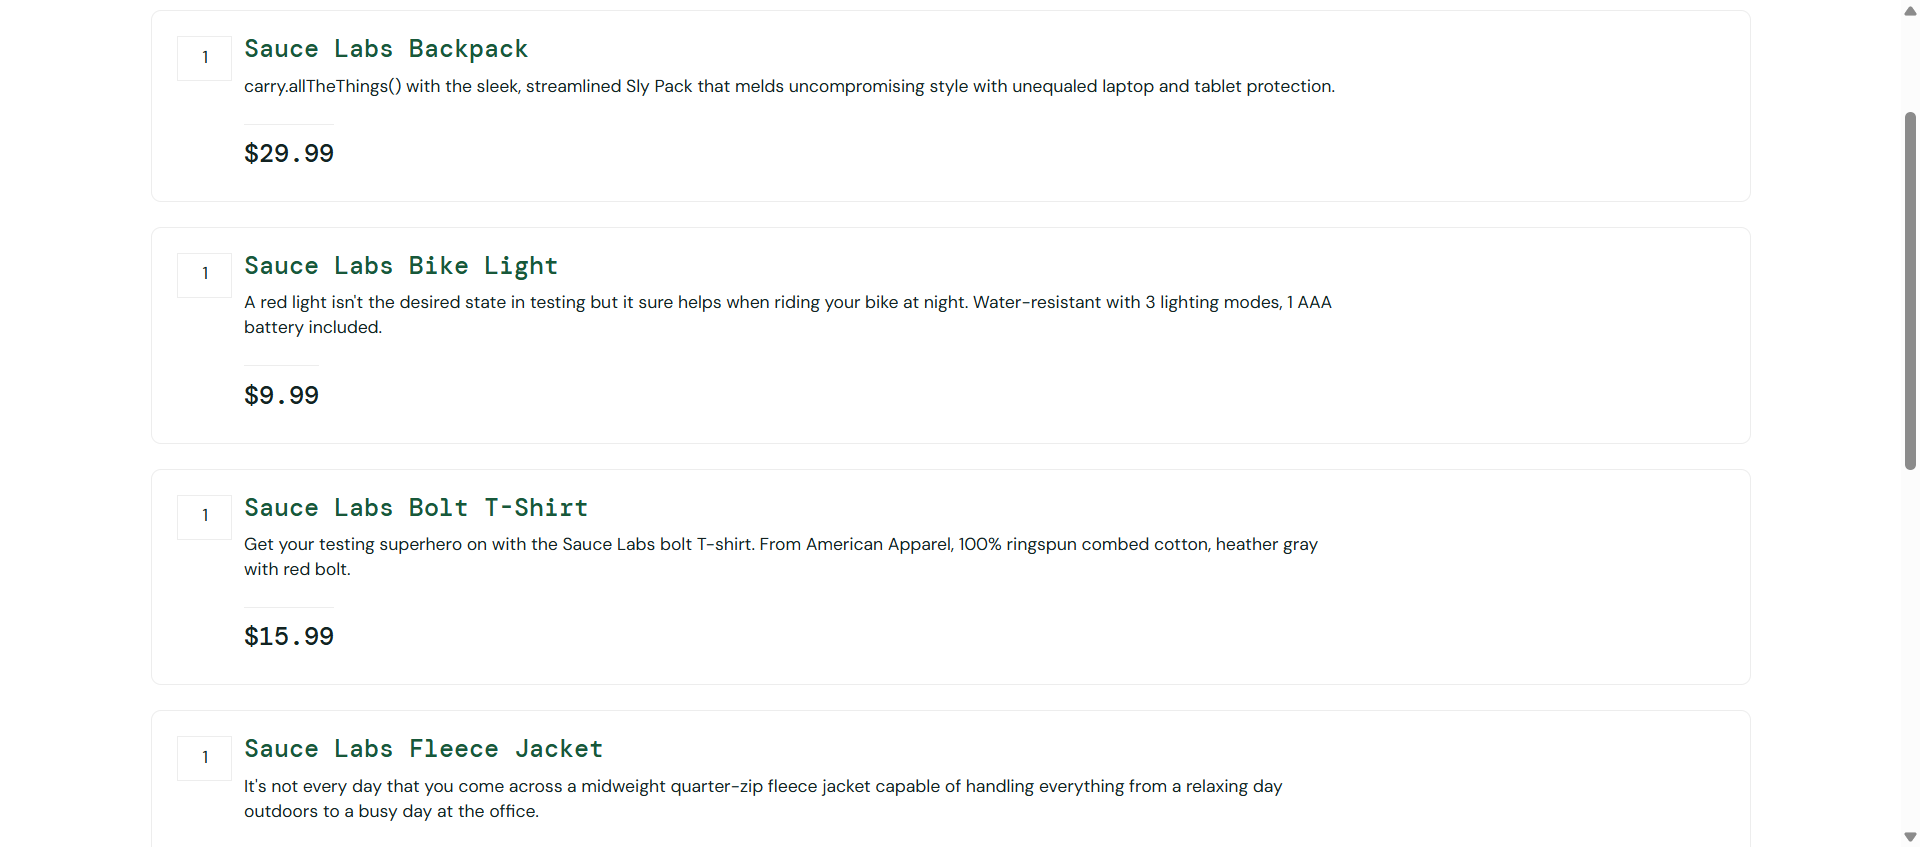 1
Sauce Labs Backpack
carry.allTheThings() with the sleek, streamlined Sly Pack that melds uncompromising style with unequaled laptop and tablet protection.
$29.99
1
Sauce Labs Bike Light
A red light isn't the desired state in testing but it sure helps when riding your bike at night. Water-resistant with 3 lighting modes, 1 AAA
battery included.
$9.99
1
Sauce Labs Bolt T-Shirt
Get your testing superhero on with the Sauce Labs bolt T-shirt. From American Apparel, 100% ringspun combed cotton, heather gray
with red bolt.
$15.99
1
Sauce Labs Fleece Jacket
It's not every day that you come across a midweight quarter-zip fleece jacket capable of handling everything from a relaxing day
outdoors to a busy day at the office.